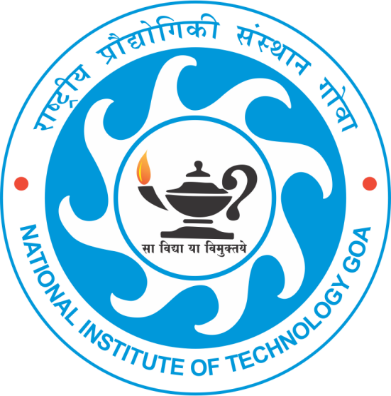 राष्ट्रीय प्रौद्योगिकी संस्थान गोवा
सा विद्या या विमुक्तये
NATIONAL INSTITUTE OF TECHNOLOGY GOA